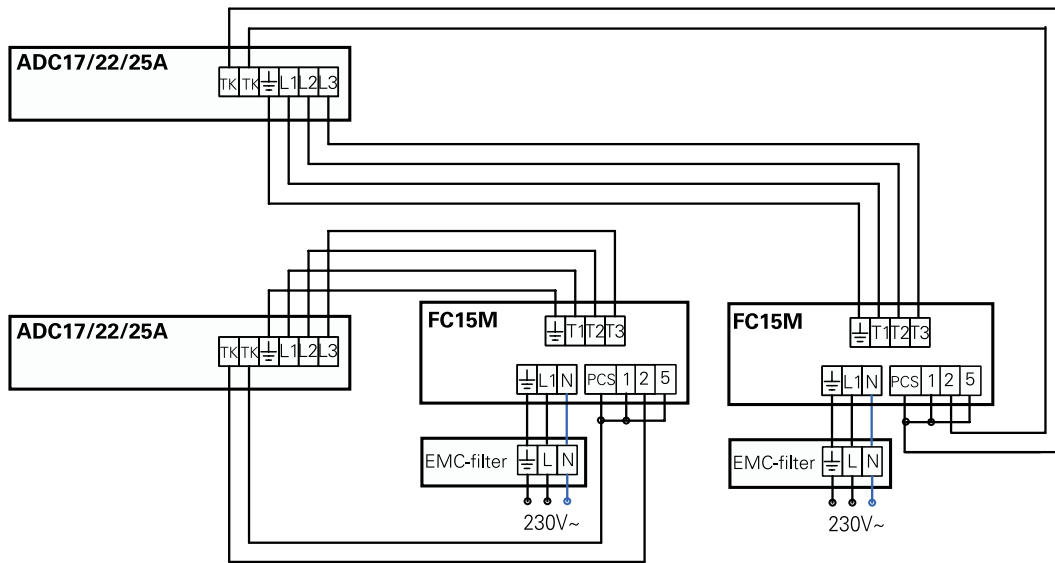 ADC17/22/25A
TK TK L1 L2 L3
ADC17/22/25A
TK TK L1 L2 L3
FC15M
T1 T2 T3
L1 N
PCS 1 2 5
EMC-filter L N
230V~
FC15M
T1 T2 T3
L1 N
PCS 1 2 5
EMC-filter L N
230V~